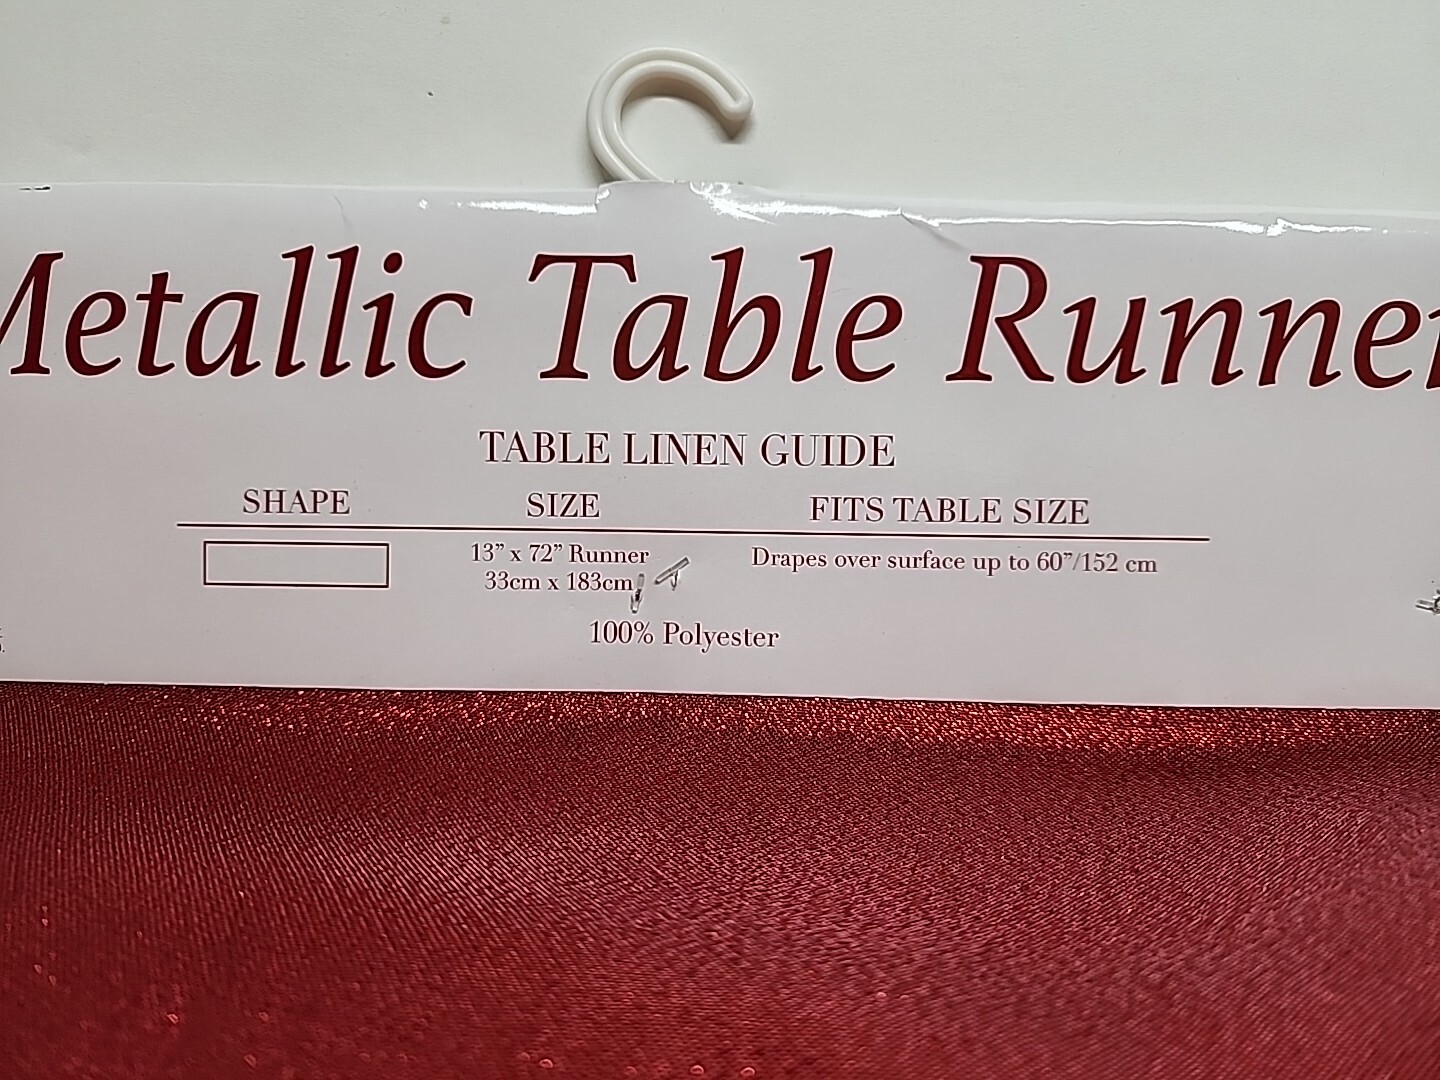 Metallic Table Runner
TABLE LINEN GUIDE
SHAPE SIZE FITS TABLE SIZE
13” x 72” Runner Drapes over surface up to 60”/152 cm
33cm x 183cm
100% Polyester